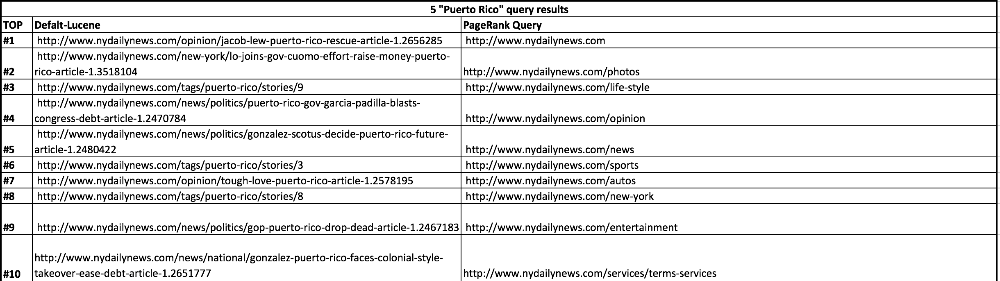 5 "Puerto Rico" query results
TOP Defalt-Lucene PageRank Query
#1 http://www.nydailynews.com/opinion/jacob-lew-puerto-rico-rescue-article-1.2656285 http://www.nydailynews.com
http://www.nydailynews.com/new-york/lo-joins-gov-cuomo-effort-raise-money-puerto-
#2 rico-article-1.3518104 http://www.nydailynews.com/photos
#3 http://www.nydailynews.com/tags/puerto-rico/stories/9 http://www.nydailynews.com/life-style
http://www.nydailynews.com/news/politics/puerto-rico-gov-garcia-padilla-blasts-
#4 congress-debt-article-1.2470784 http://www.nydailynews.com/opinion
http://www.nydailynews.com/news/politics/gonzalez-scotus-decide-puerto-rico-future-
#5 article-1.2480422 http://www.nydailynews.com/news
#6 http://www.nydailynews.com/tags/puerto-rico/stories/3 http://www.nydailynews.com/sports
#7 http://www.nydailynews.com/opinion/tough-love-puerto-rico-article-1.2578195 http://www.nydailynews.com/autos
#8 http://www.nydailynews.com/tags/puerto-rico/stories/8 http://www.nydailynews.com/new-york
#9 http://www.nydailynews.com/news/politics/gop-puerto-rico-drop-dead-article-1.2467183 http://www.nydailynews.com/entertainment
http://www.nydailynews.com/news/national/gonzalez-puerto-rico-faces-colonial-style-
#10 takeover-ease-debt-article-1.2651777 http://www.nydailynews.com/services/terms-services